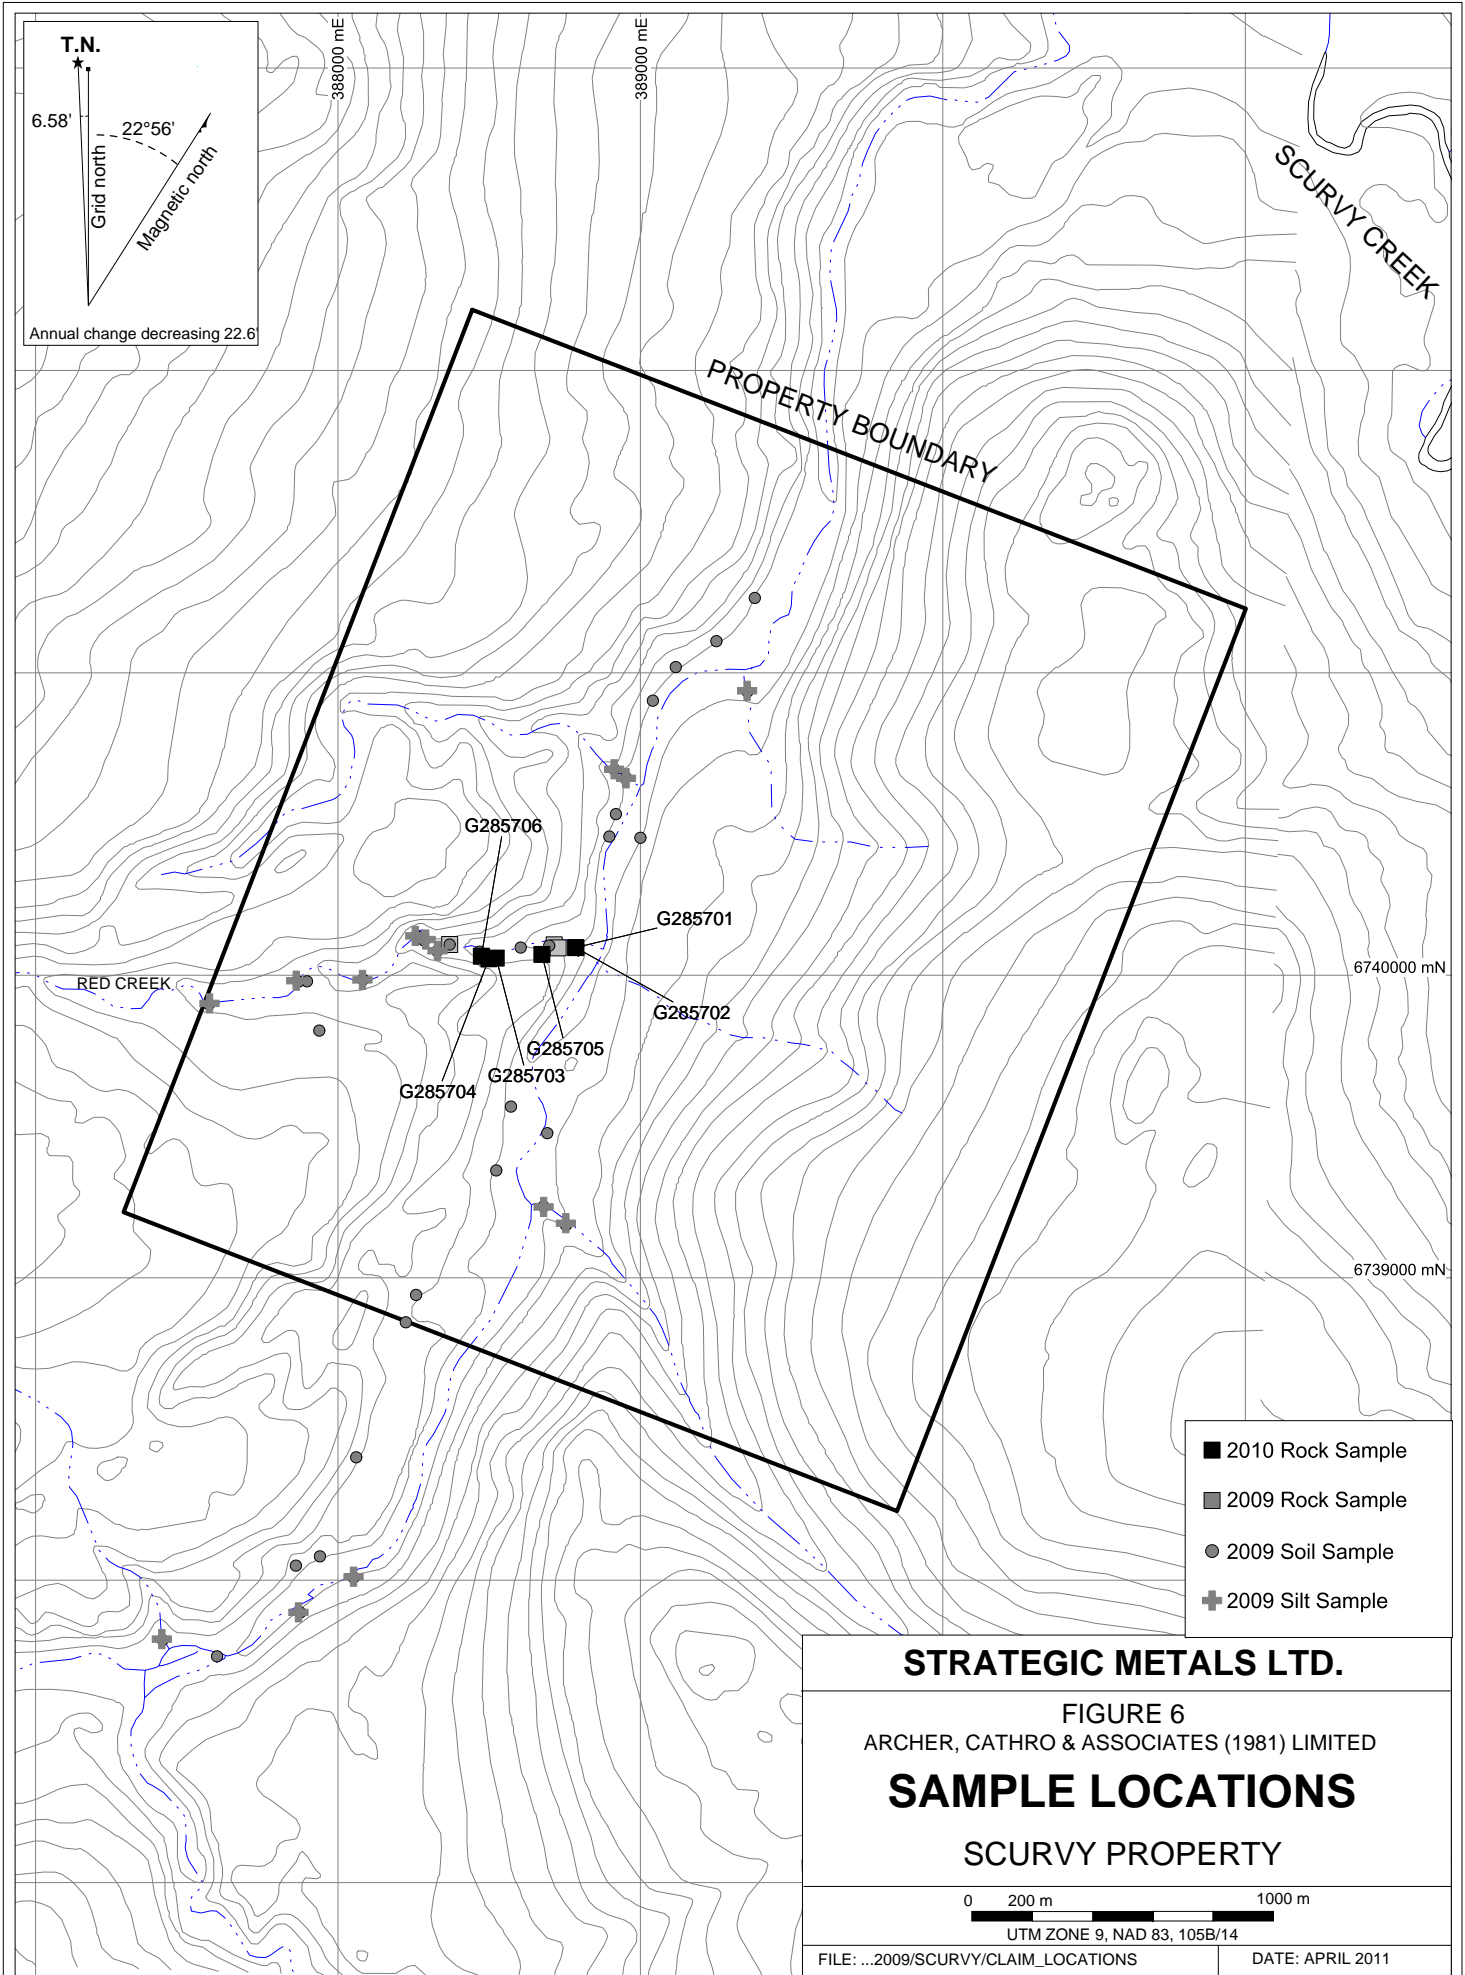 T.N.
6.58'
22°56'
Grid north
Magnetic north
Annual change decreasing 22.6'
388000 mE
389000 mE
SCURVY CREEK
PROPERTY BOUNDARY
G285706
G285701
6740000 mN
RED CREEK
G285702
G285705
G285703
G285704
6739000 mN
2010 Rock Sample
2009 Rock Sample
2009 Soil Sample
2009 Silt Sample
STRATEGIC METALS LTD.
FIGURE 6
ARCHER, CATHRO & ASSOCIATES (1981) LIMITED
SAMPLE LOCATIONS
SCURVY PROPERTY
0 200 m 1000 m
UTM ZONE 9, NAD 83, 105B/14
FILE: ...2009/SCURVY/CLAIM_LOCATIONS
DATE: APRIL 2011